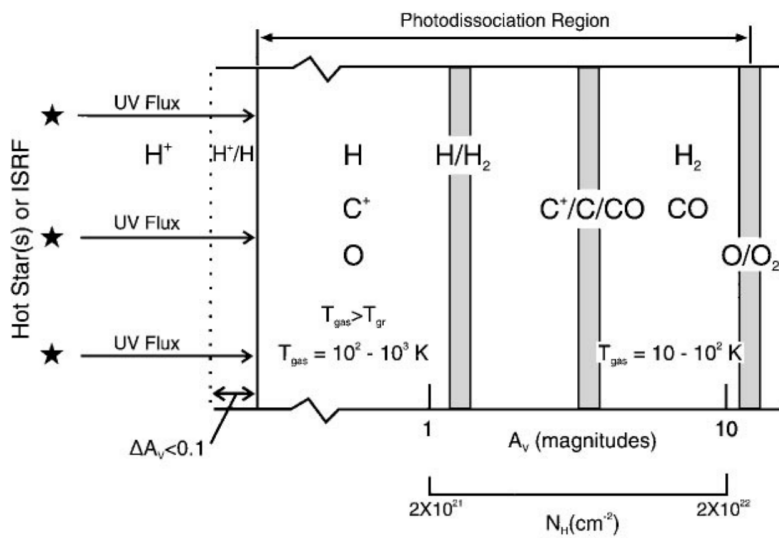 Photodissociation Region
Hot Star(s) or ISRF
UV Flux
H⁺
H⁺/H
H
H/H₂
H₂
C⁺
C⁺/C/CO
CO
UV Flux
O
O/O₂
T_gas>T_gr
T_gas = 10² - 10³ K
T_gas = 10 - 10² K
UV Flux
ΔA_V<0.1
1
A_V (magnitudes)
10
2X10²¹
N_H(cm⁻²)
2X10²²